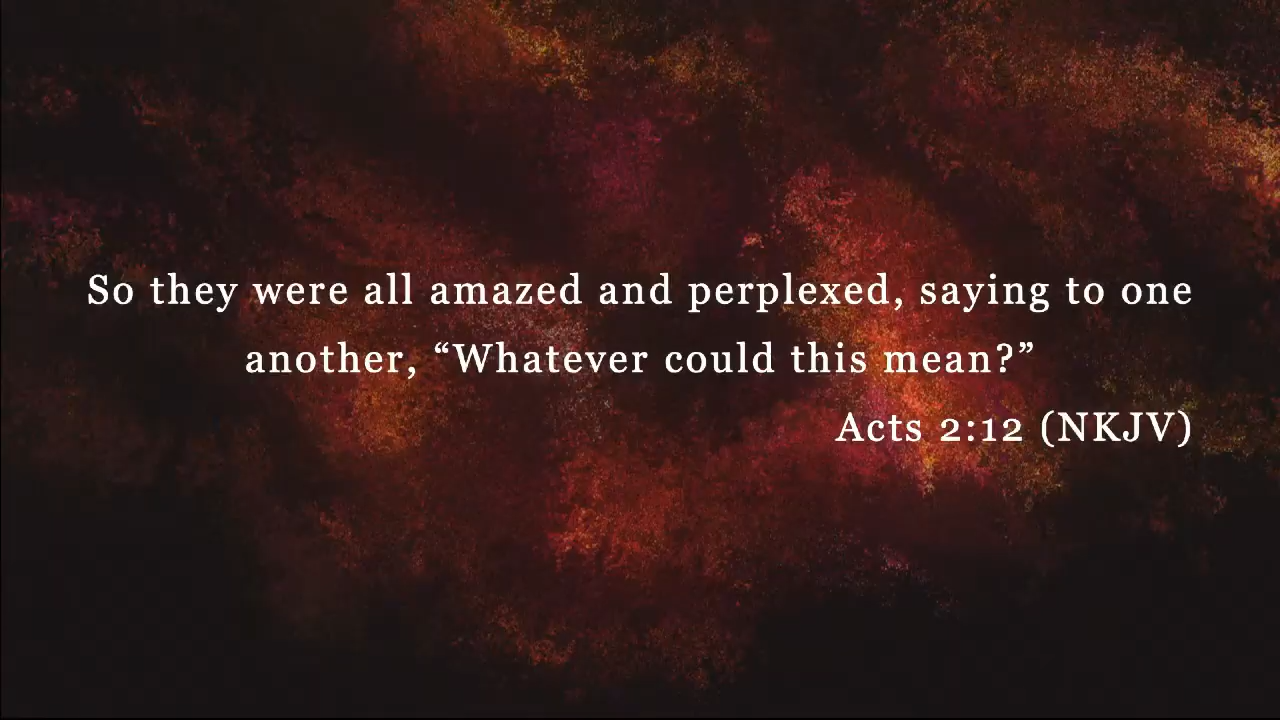 So they were all amazed and perplexed, saying to one
another, “Whatever could this mean?”
Acts 2:12 (NKJV)